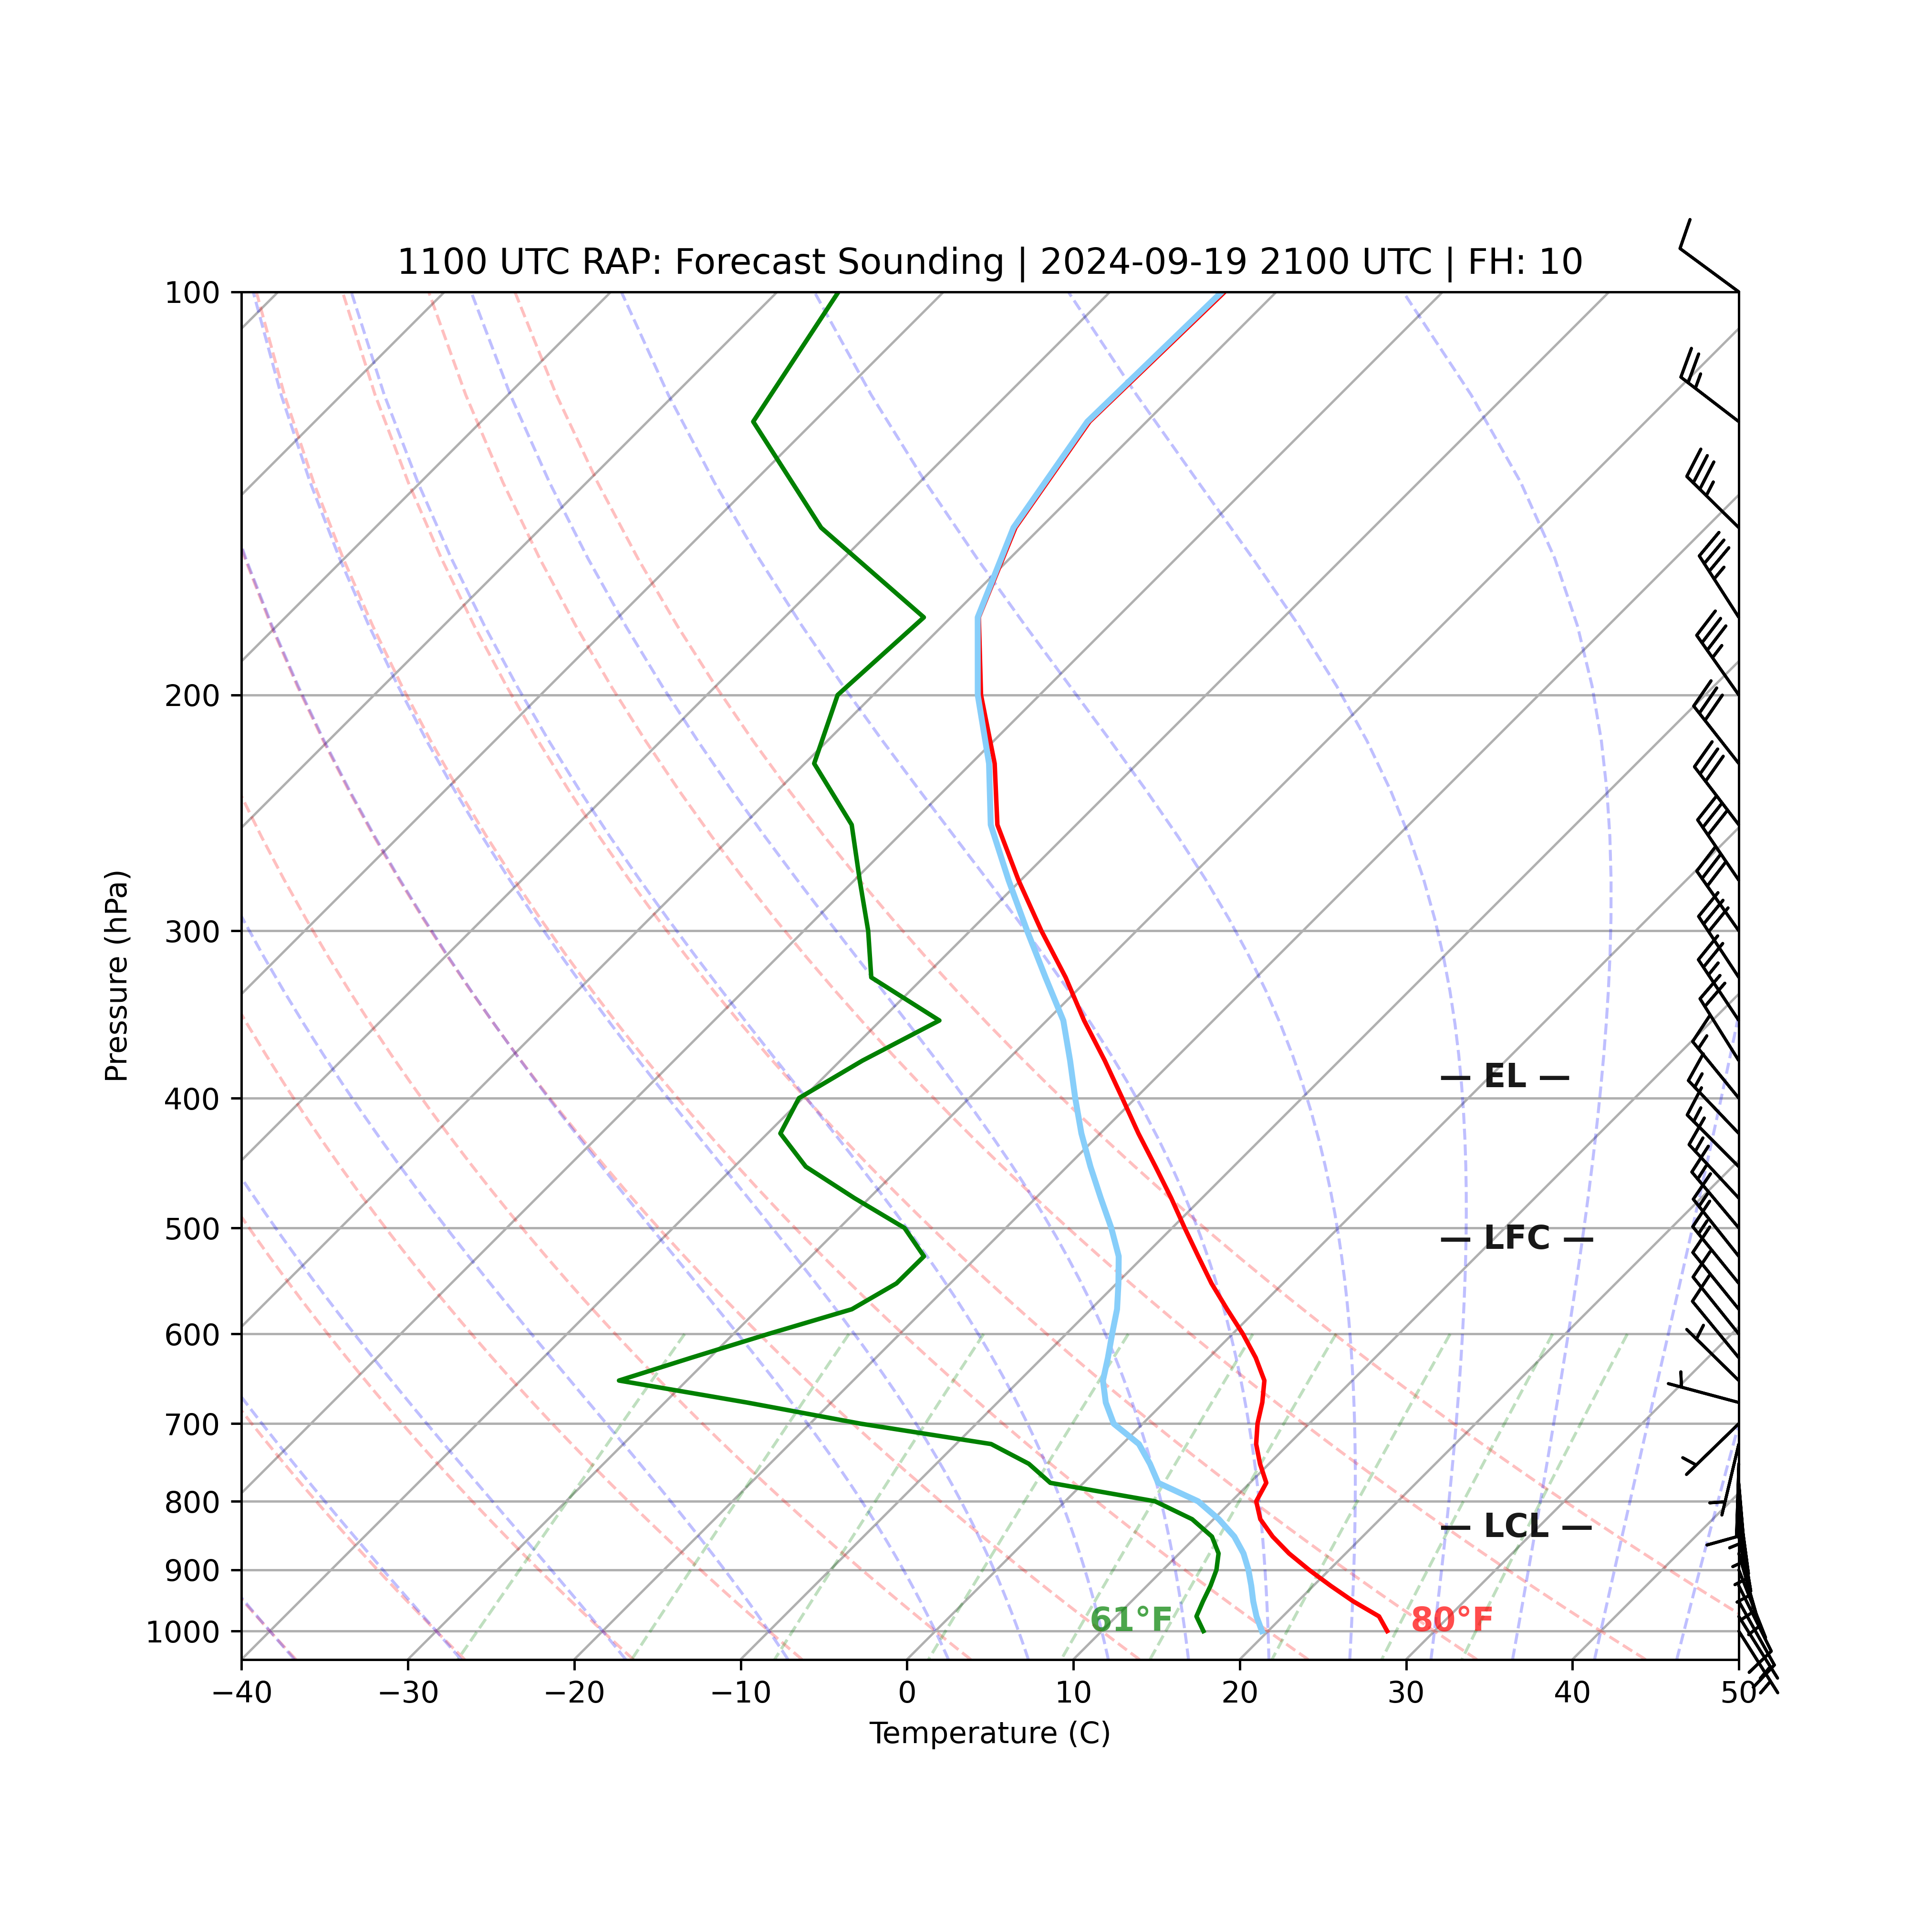 1100 UTC RAP: Forecast Sounding | 2024-09-19 2100 UTC | FH: 10
100
200
300
Pressure (hPa)
— EL —
400
500
— LFC —
600
700
800
— LCL —
900
61°F 80°F
1000
−40 −30 −20 −10 0 10 20 30 40 50
Temperature (C)